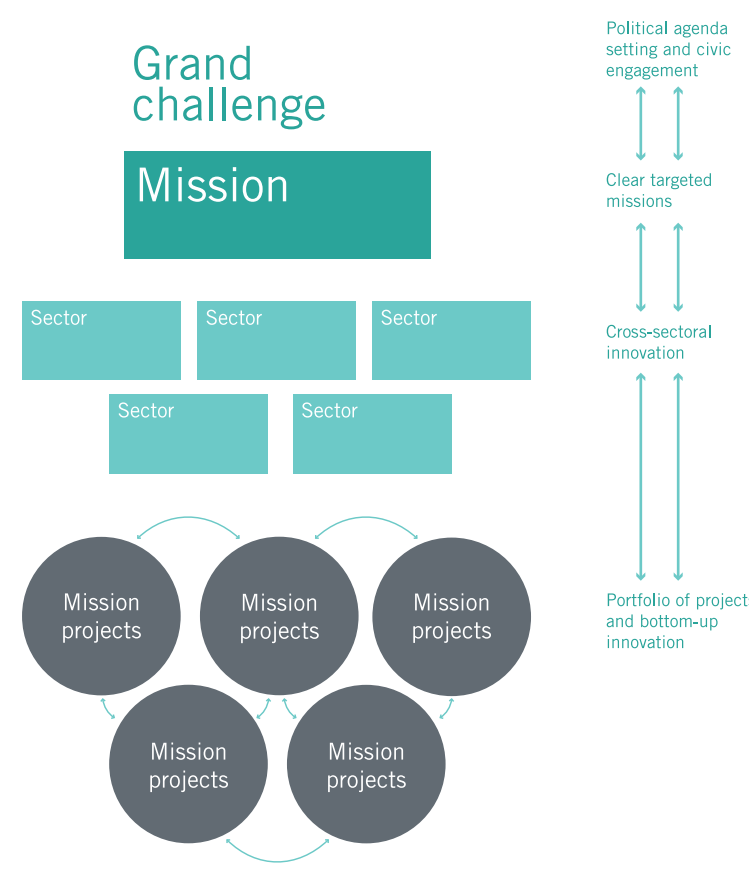 Grand
challenge
Mission
Sector
Sector
Sector
Sector
Sector
Mission
projects
Mission
projects
Mission
projects
Mission
projects
Mission
projects
Political agenda
setting and civic
engagement
Clear targeted
missions
Cross-sectoral
innovation
Portfolio of project
and bottom-up
innovation